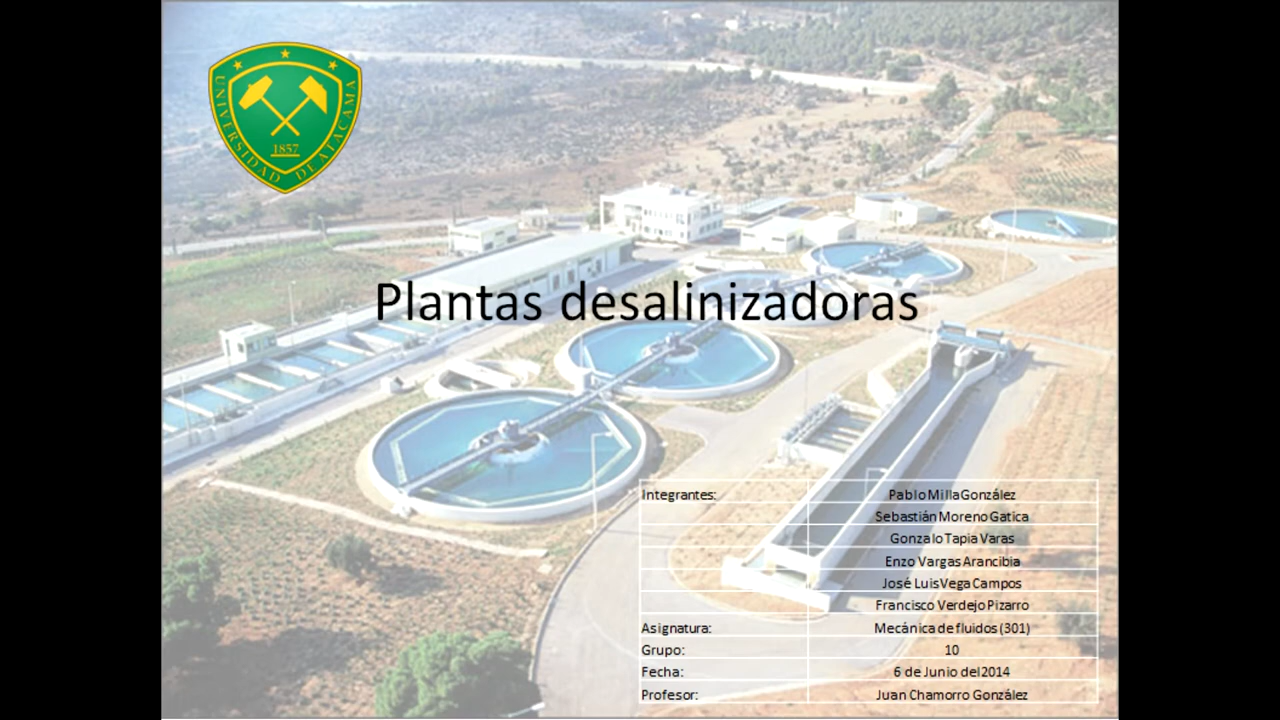 UNIVERSIDAD DE ATACAMA
1857
Plantas desalinizadoras
Integrantes: Pablo Milla González
Sebastián Moreno Gatica
Gonzalo Tapia Varas
Enzo Vargas Arancibia
José Luis Vega Campos
Francisco Verdejo Pizarro
Asignatura: Mecánica de fluidos (301)
Grupo: 10
Fecha: 6 de Junio del 2014
Profesor: Juan Chamorro González